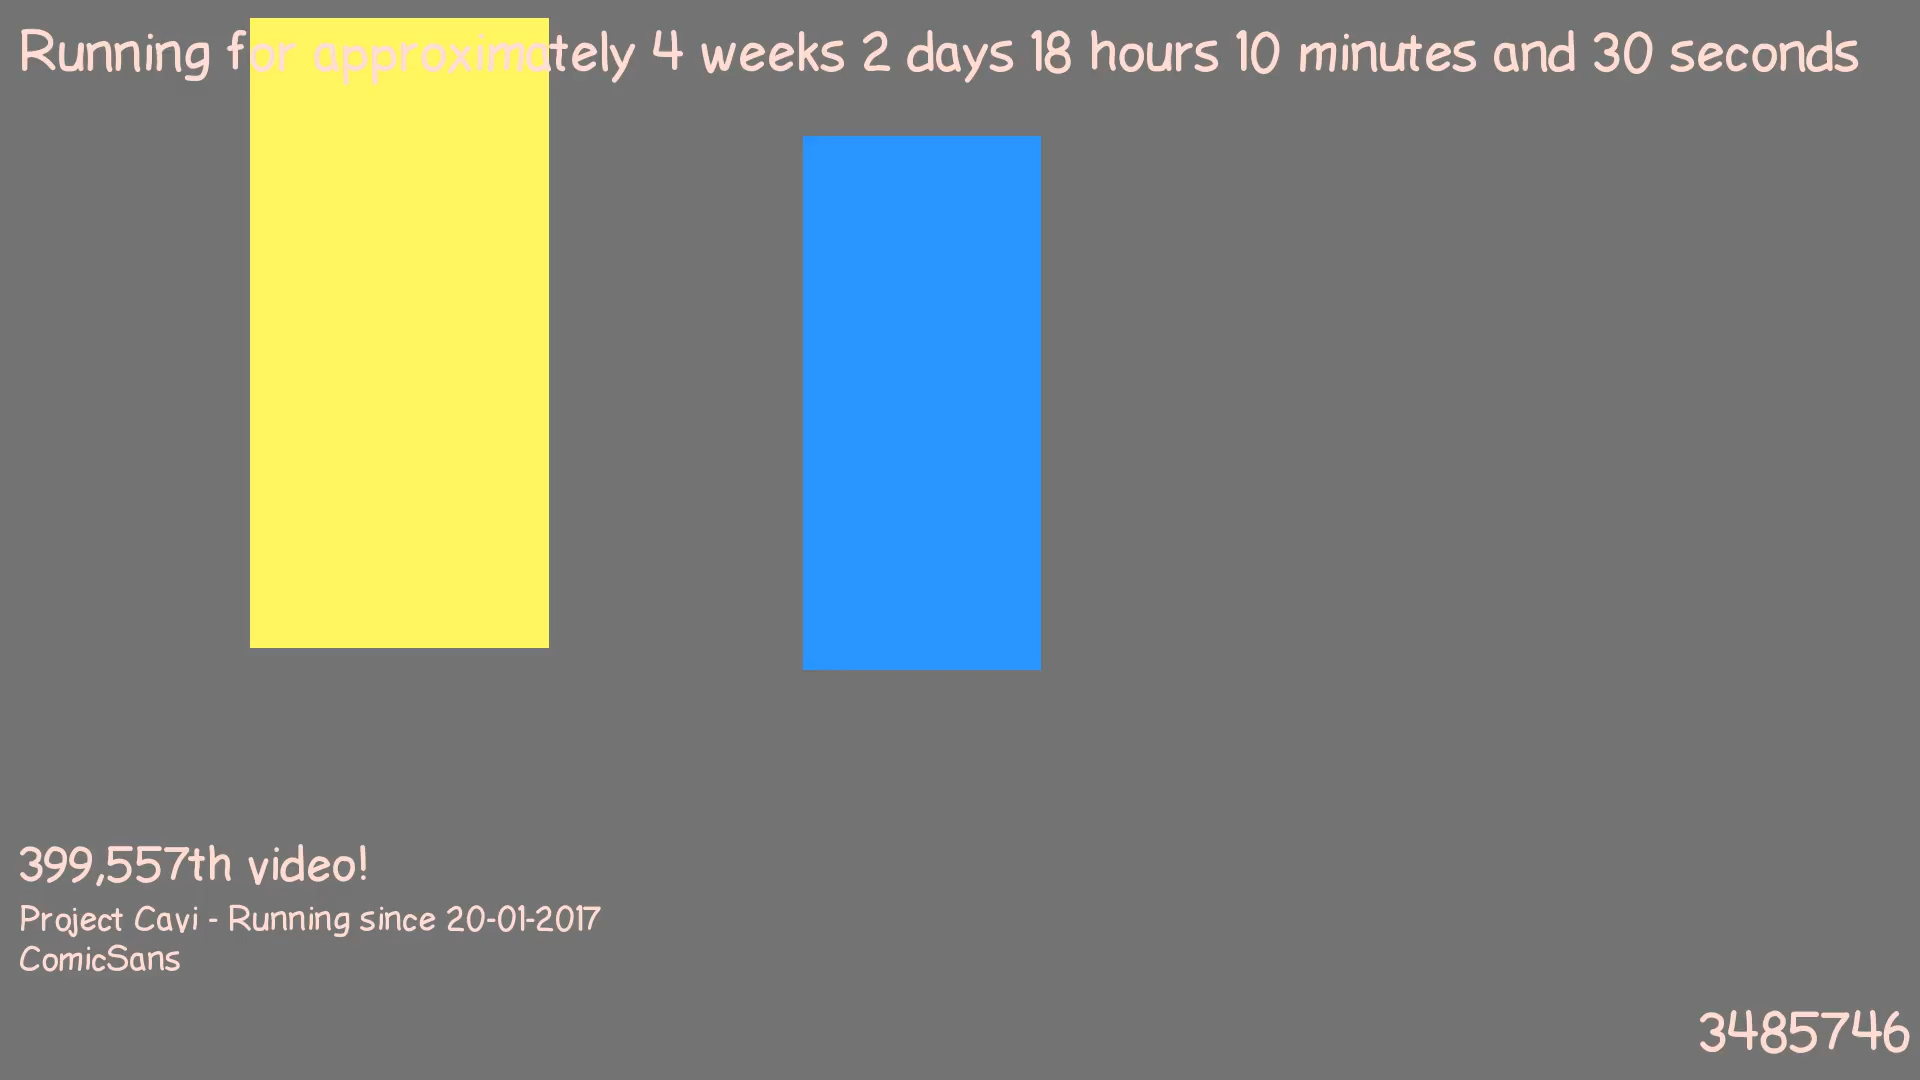 Running for approximately 4 weeks 2 days 18 hours 10 minutes and 30 seconds
399,557th video!
Project Cavi - Running since 20-01-2017
ComicSans
3485746